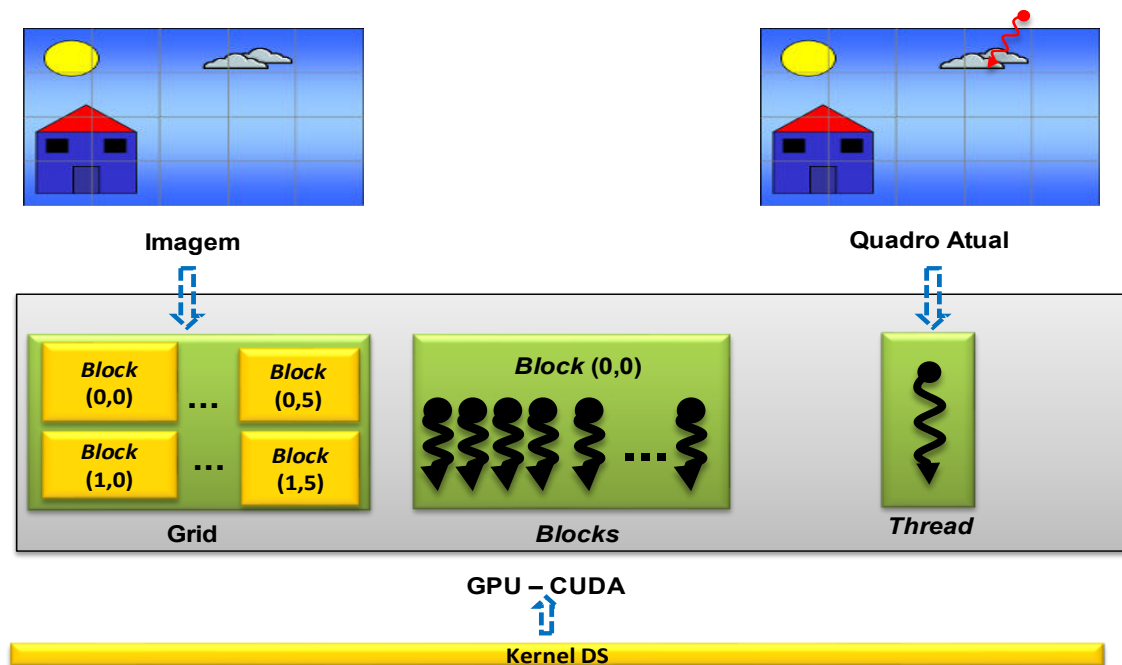 Imagem
Quadro Atual
Block
(0,0)
...
Block
(0,5)
Block
(1,0)
...
Block
(1,5)
Grid
Block (0,0)
...
Blocks
Thread
GPU – CUDA
Kernel DS